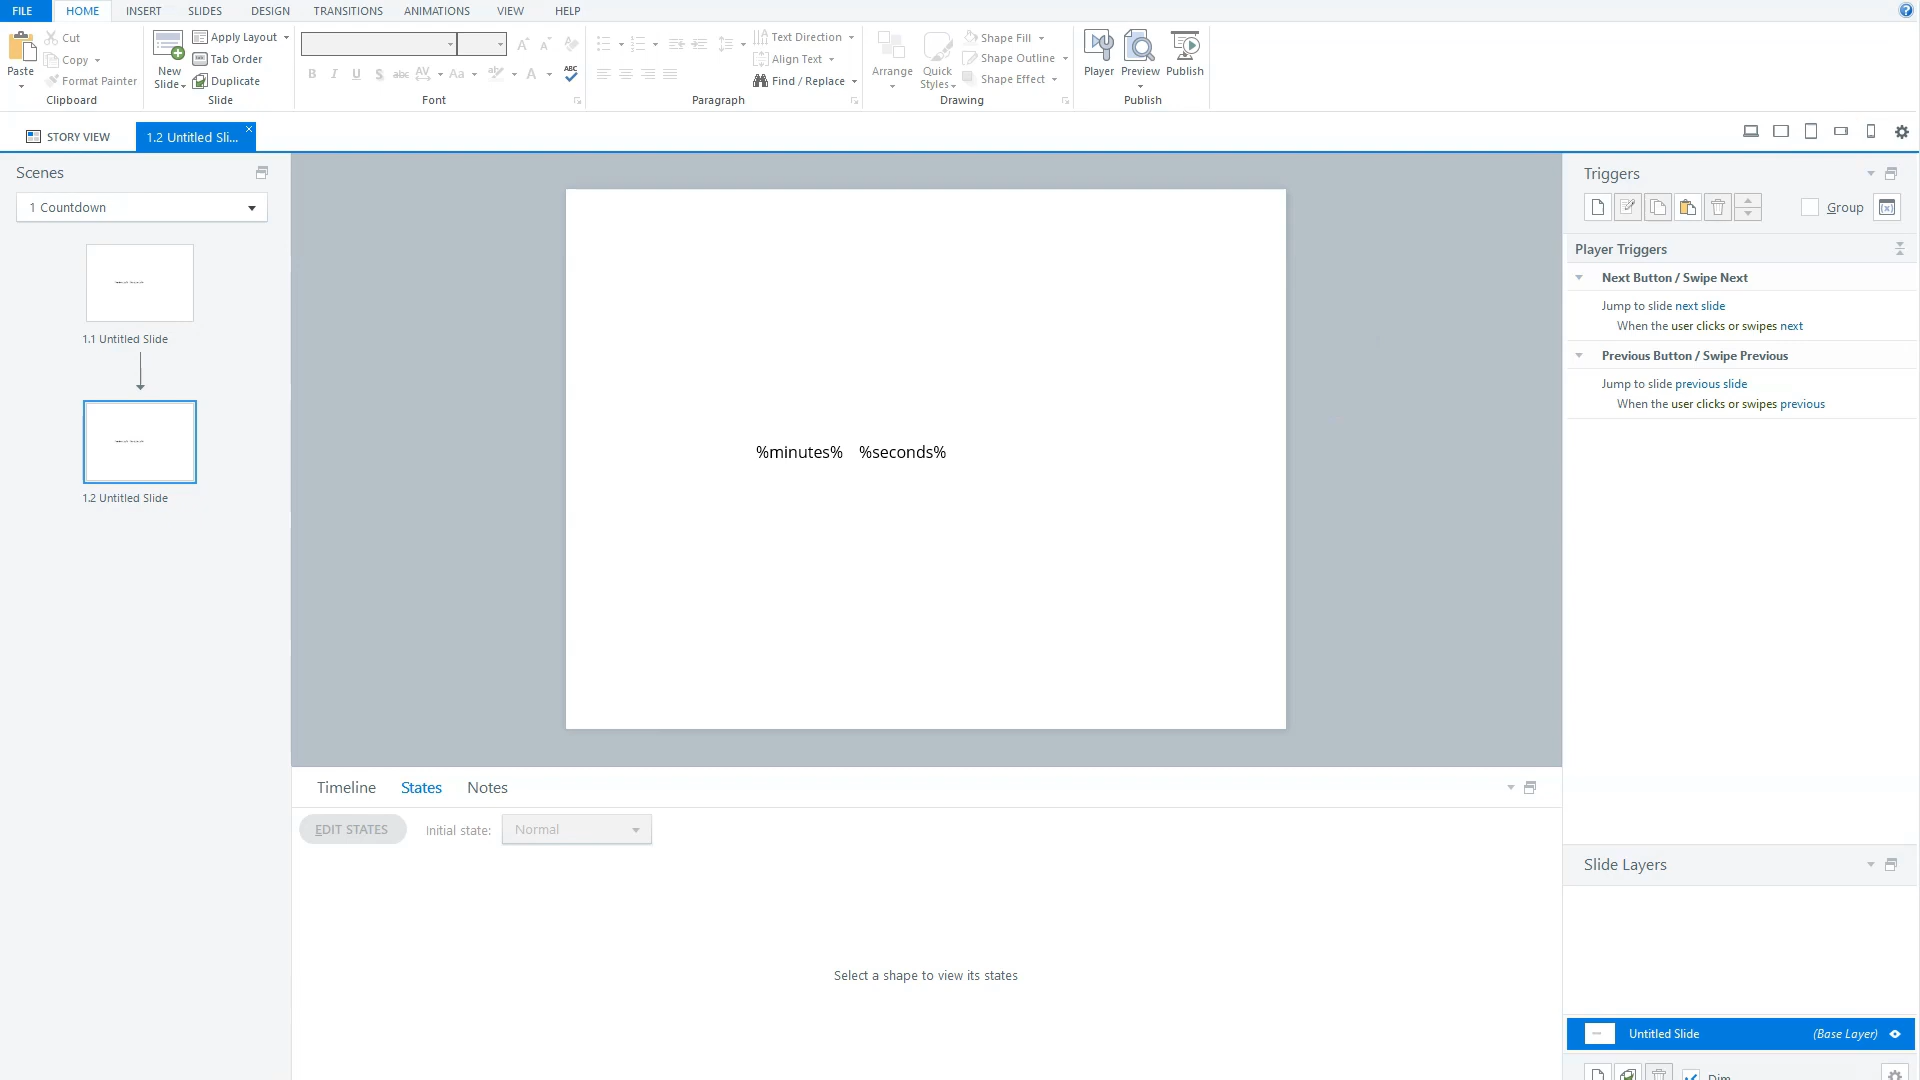 FILE HOME INSERT SLIDES DESIGN TRANSITIONS ANIMATIONS VIEW HELP
Paste
Cut
Copy
Format Painter
Clipboard
New Slide
Apply Layout
Tab Order
Duplicate
Slide
B I U S abc AV Aa A ABC
Font
Text Direction
Align Text
Find / Replace
Paragraph
Arrange
Quick Styles
Shape Fill
Shape Outline
Shape Effect
Drawing
Player Preview Publish
Publish
STORY VIEW
1.2 Untitled Sli...
Scenes
1 Countdown
1.1 Untitled Slide
1.2 Untitled Slide
%minutes% %seconds%
Timeline States Notes
EDIT STATES Initial state: Normal
Select a shape to view its states
Triggers
Group
Player Triggers
Next Button / Swipe Next
Jump to slide next slide
When the user clicks or swipes next
Previous Button / Swipe Previous
Jump to slide previous slide
When the user clicks or swipes previous
Slide Layers
Untitled Slide (Base Layer)
Dim